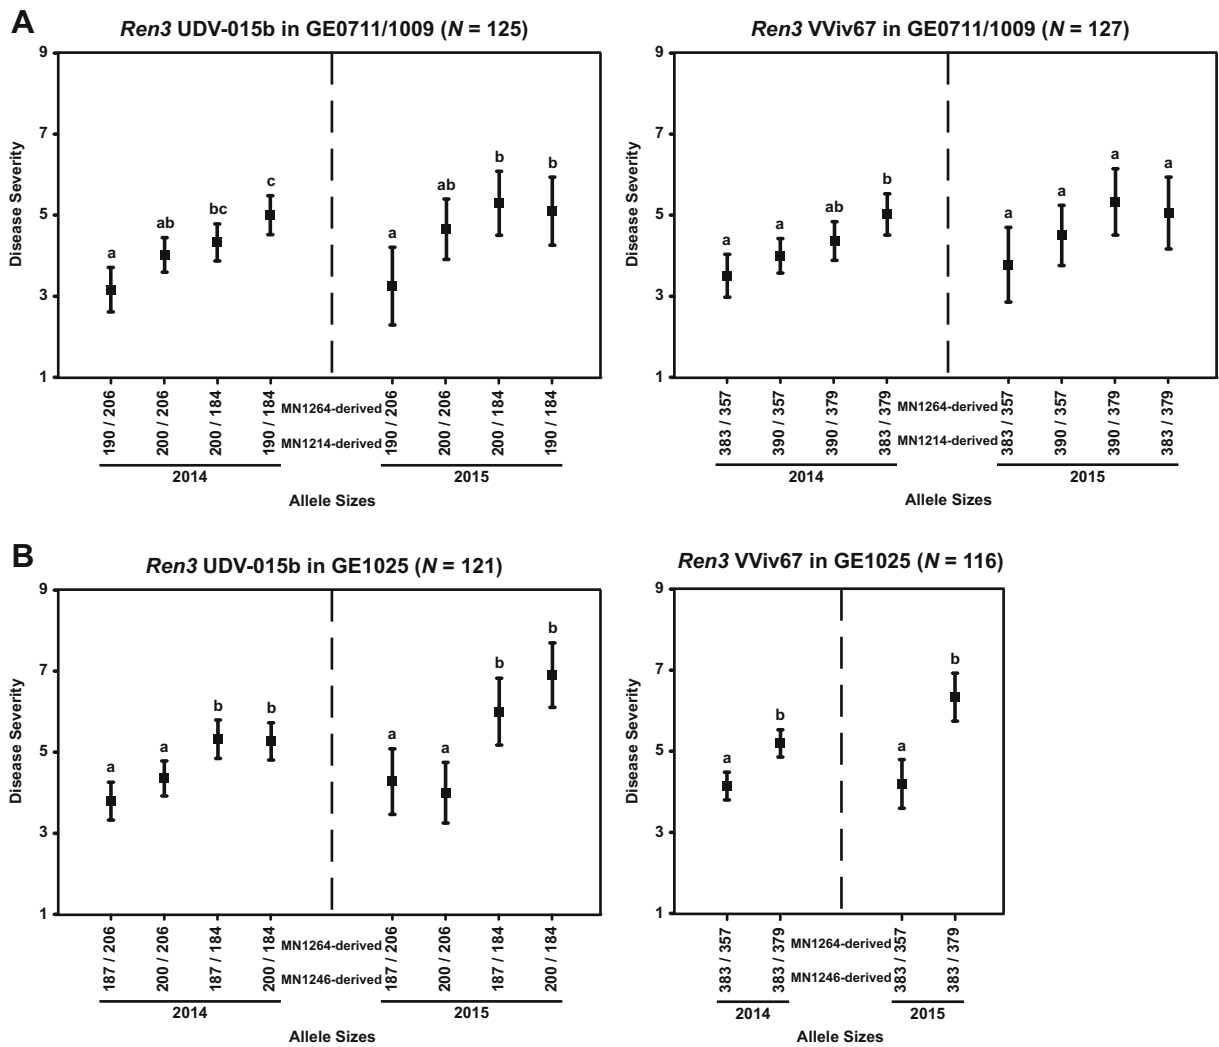 A
Ren3 UDV-015b in GE0711/1009 (N = 125)
Disease Severity
9
7
5
3
1
a
ab
bc
c
a
ab
b
b
190 / 206
200 / 206
200 / 184
190 / 184
MN1264-derived
MN1214-derived
190 / 206
200 / 206
200 / 184
190 / 184
2014
2015
Allele Sizes
Ren3 VViv67 in GE0711/1009 (N = 127)
Disease Severity
9
7
5
3
1
a
a
ab
b
a
a
a
a
383 / 357
390 / 357
390 / 379
383 / 379
MN1264-derived
MN1214-derived
383 / 357
390 / 357
390 / 379
383 / 379
2014
2015
Allele Sizes
B
Ren3 UDV-015b in GE1025 (N = 121)
Disease Severity
9
7
5
3
1
a
a
b
b
a
a
b
b
187 / 206
200 / 206
187 / 184
200 / 184
MN1264-derived
MN1246-derived
187 / 206
200 / 206
187 / 184
200 / 184
2014
2015
Allele Sizes
Ren3 VViv67 in GE1025 (N = 116)
Disease Severity
9
7
5
3
1
a
b
a
b
383 / 357
383 / 379
MN1264-derived
MN1246-derived
383 / 357
383 / 379
2014
2015
Allele Sizes